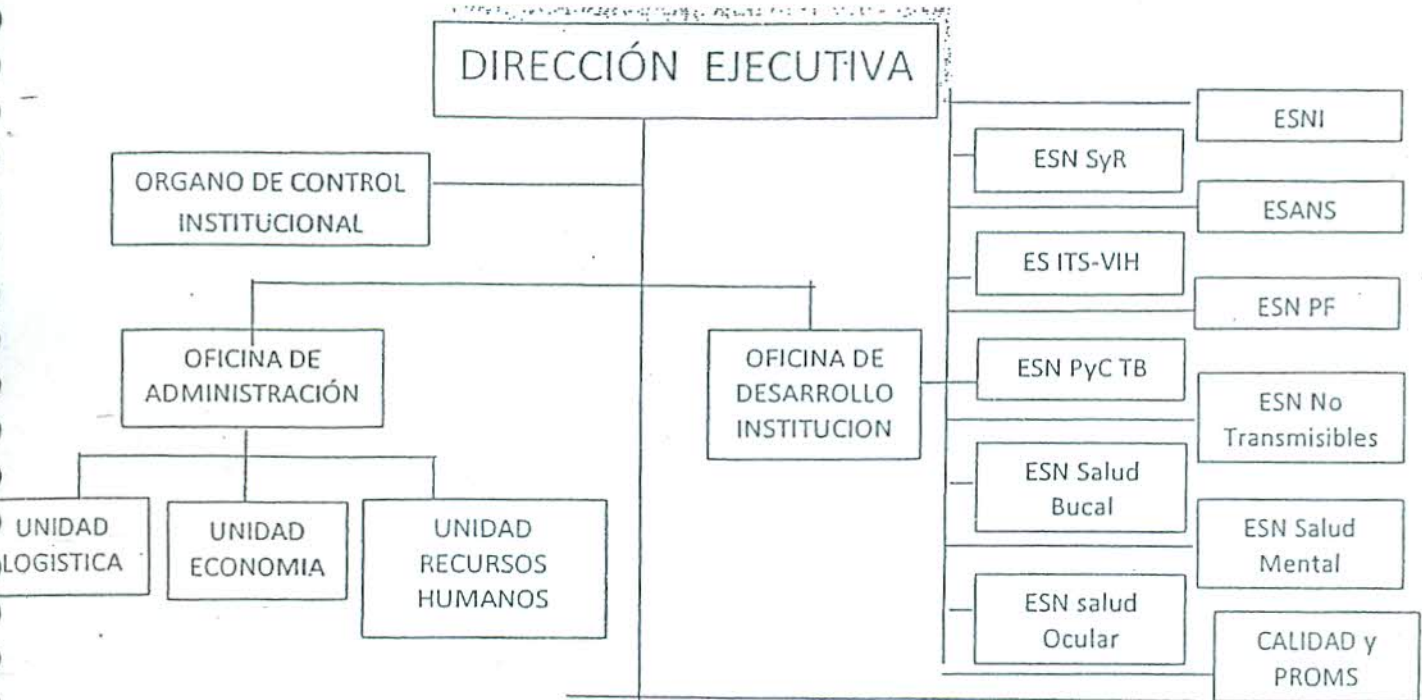 DIRECCIÓN EJECUTIVA
ORGANO DE CONTROL
INSTITUCIONAL
OFICINA DE
ADMINISTRACIÓN
UNIDAD
LOGISTICA
UNIDAD
ECONOMIA
UNIDAD
RECURSOS
HUMANOS
OFICINA DE
DESARROLLO
INSTITUCION
ESNI
ESN SyR
ESANS
ES ITS-VIH
ESN PF
ESN PyC TB
ESN No
Transmisibles
ESN Salud
Bucal
ESN Salud
Mental
ESN salud
Ocular
CALIDAD y
PROMS